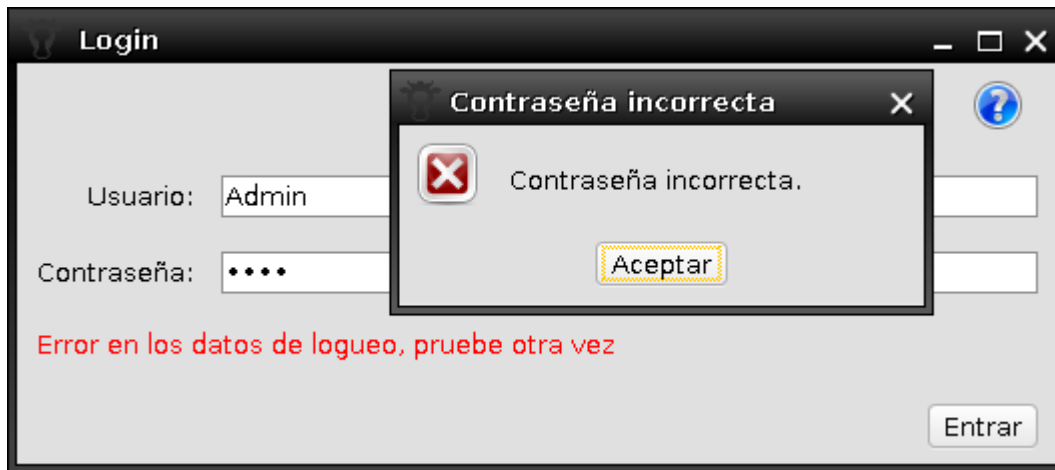 Login
Contraseña incorrecta
Contraseña incorrecta.
Aceptar
Usuario: Admin
Contraseña: ••••
Error en los datos de logueo, pruebe otra vez
Entrar